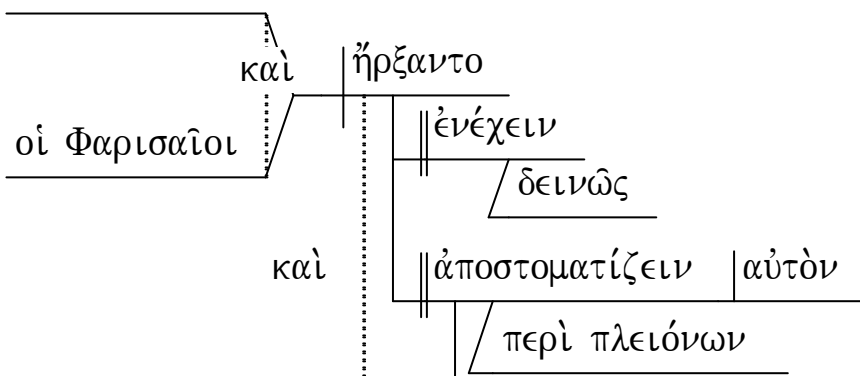 καὶ
ἤρξαντο
οἱ Φαρισαῖοι
ἐνέχειν
δεινῶς
καὶ
ἀποστοματίζειν αὐτὸν
περὶ πλειόνων